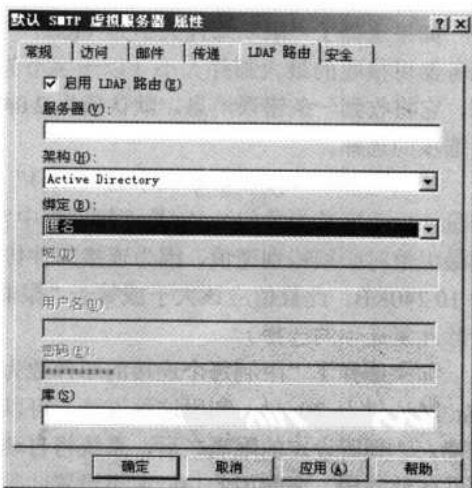 默认 SMTP 虚拟服务器 属性
常规 访问 邮件 传递 LDAP 路由 安全
启用 LDAP 路由(E)
服务器(V):
架构(H):
Active Directory
绑定(B):
匿名
域(D)
用户名(U)
密码(P):
**********
库(S)
确定 取消 应用(A) 帮助